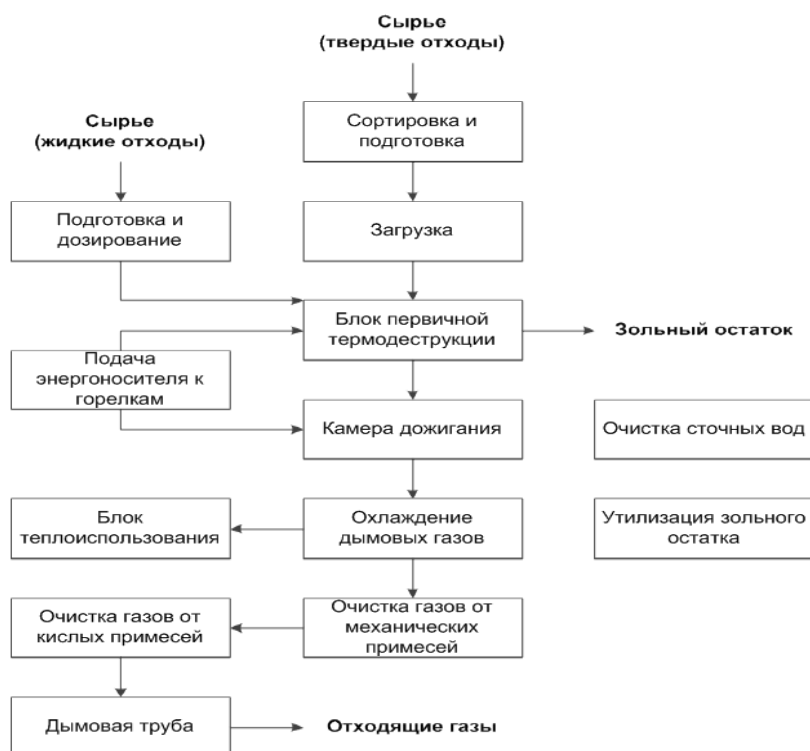 Сырье
(твердые отходы)
Сырье
(жидкие отходы)
Сортировка и
подготовка
Подготовка и
дозирование
Загрузка
Блок первичной
термодеструкции
Зольный остаток
Подача
энергоносителя к
горелкам
Камера дожигания
Очистка сточных вод
Блок
теплоиспользования
Охлаждение
дымовых газов
Утилизация зольного
остатка
Очистка газов от
кислых примесей
Очистка газов от
механических
примесей
Дымовая труба
Отходящие газы